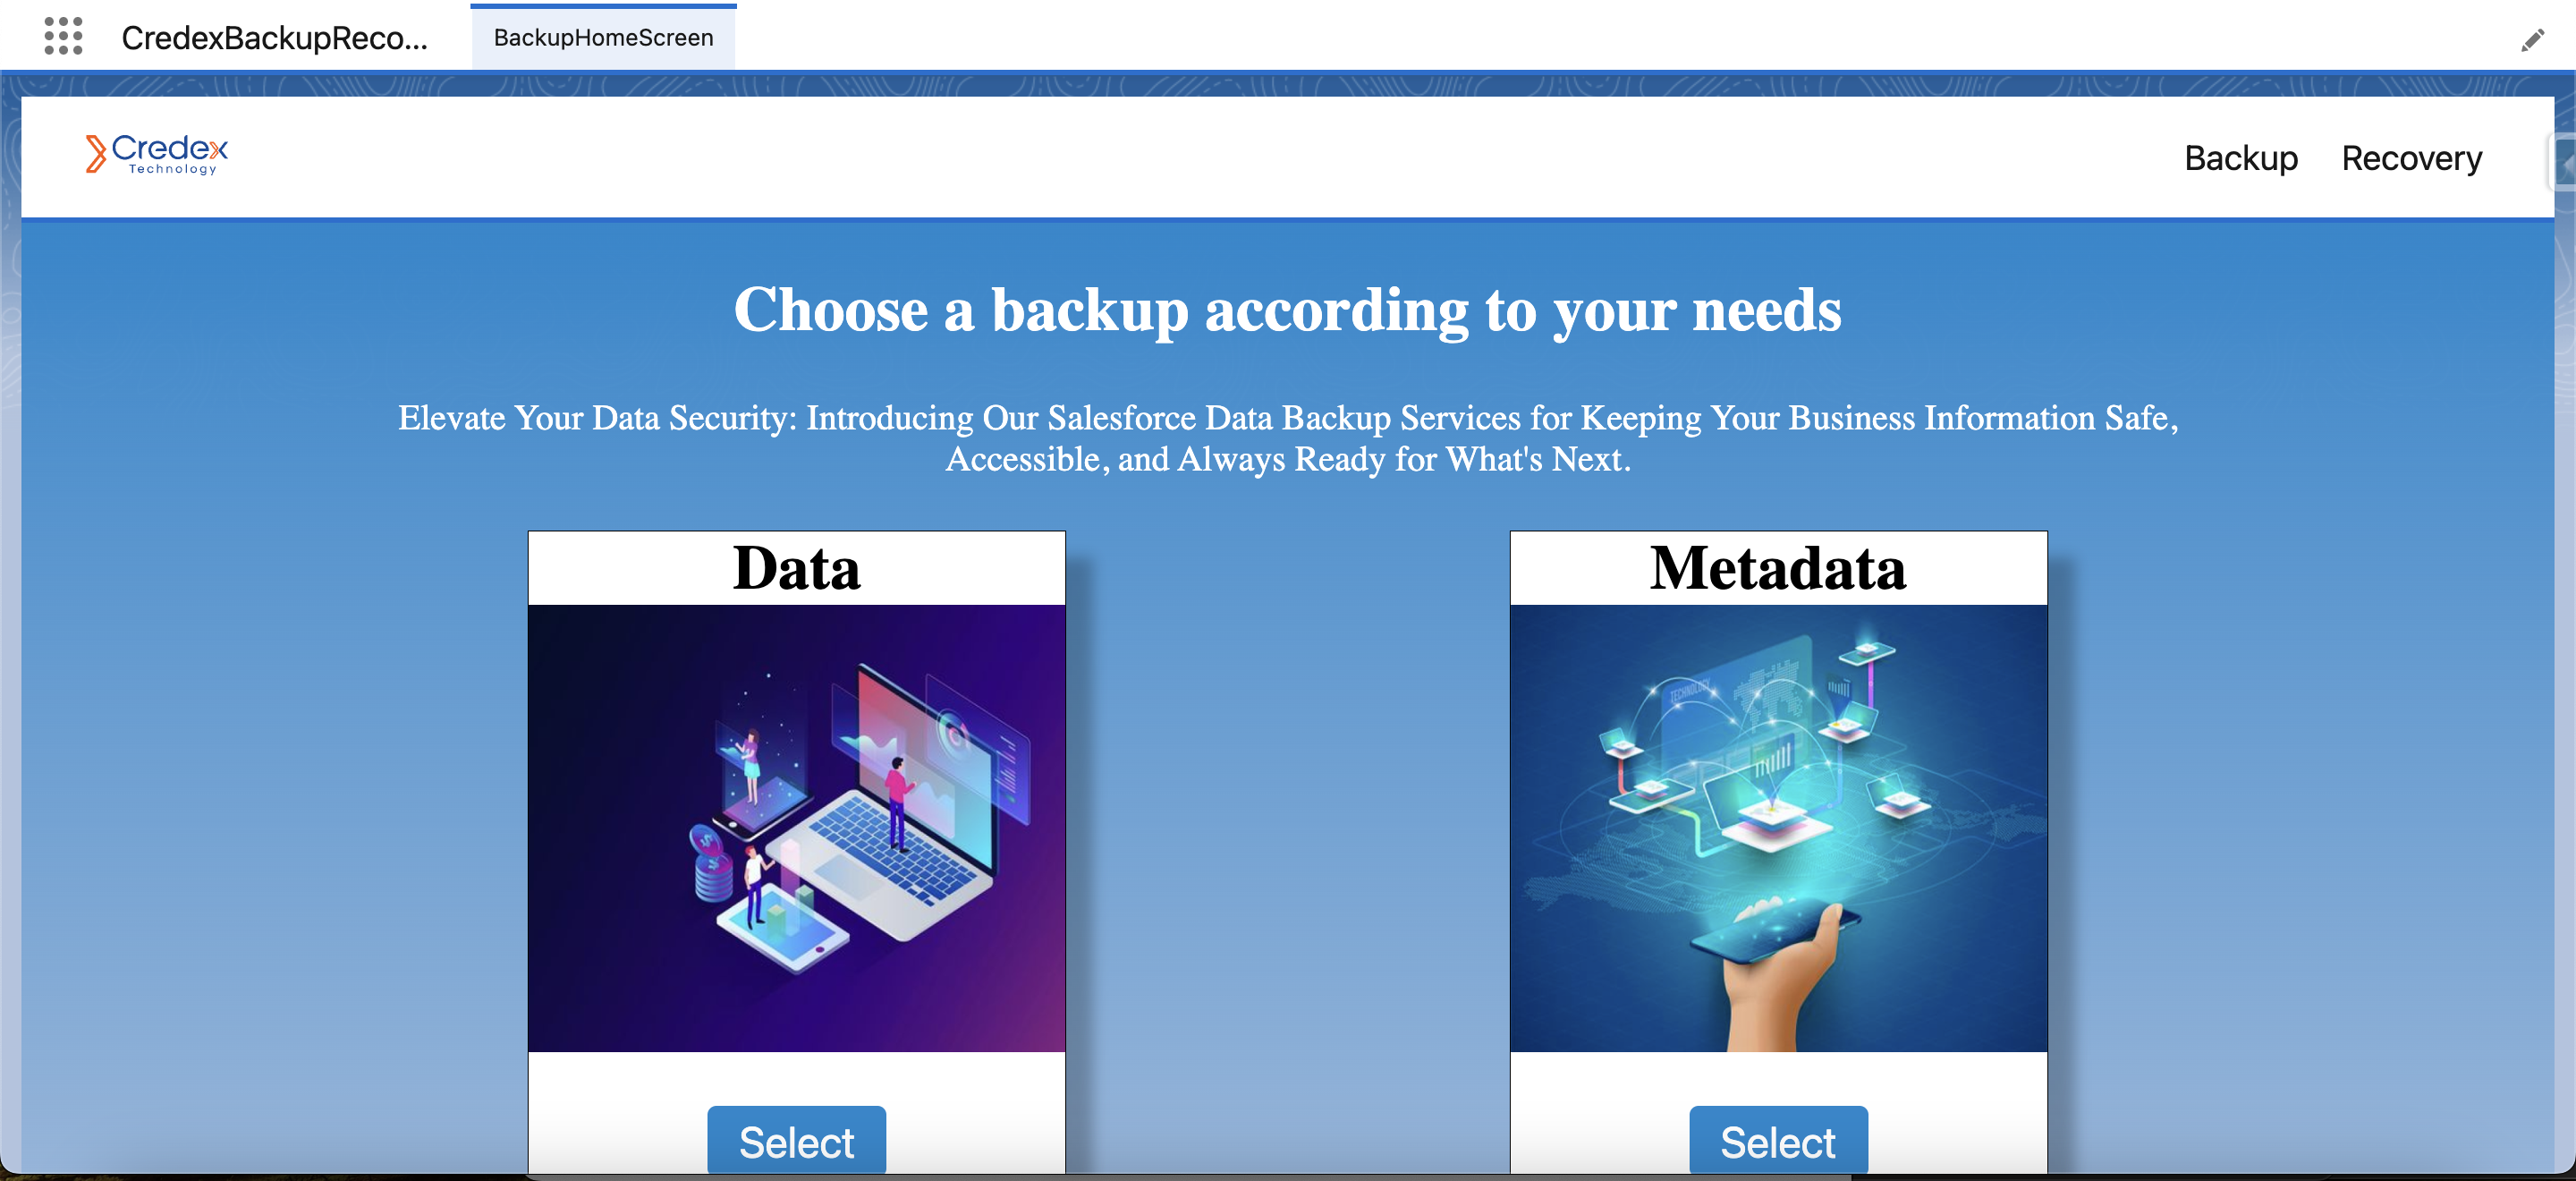 CredexBackupReco...
BackupHomeScreen
Credex
Technology
Backup
Recovery
Choose a backup according to your needs
Elevate Your Data Security: Introducing Our Salesforce Data Backup Services for Keeping Your Business Information Safe,
Accessible, and Always Ready for What's Next.
Data
Metadata
TECHNOLOGY
Select
Select